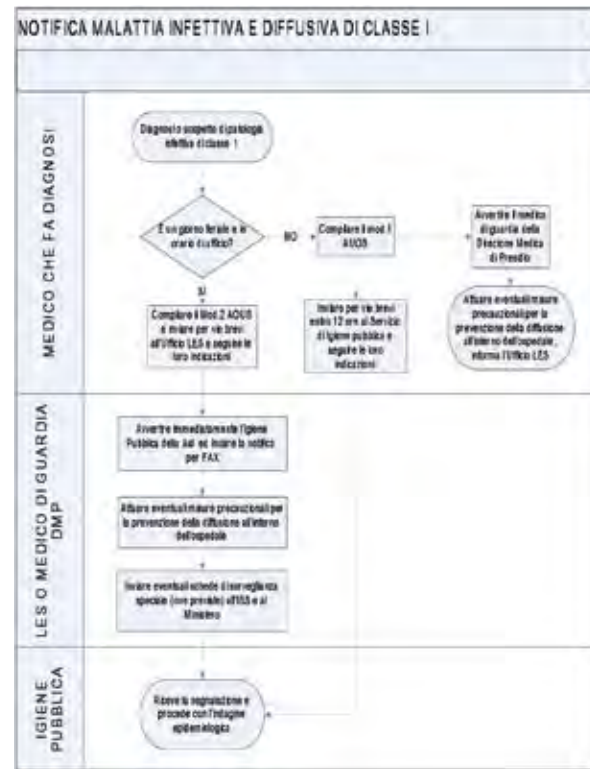 NOTIFICA MALATTIA INFETTIVA E DIFFUSIVA DI CLASSE I
MEDICO CHE FA DIAGNOSI
Diagnosi o sospetto di patologia
infettiva di classe 1
È un giorno feriale e in
orario di ufficio?
NO
Compilare il mod 1
AUOS
Avvertire il medico
di guardia della
Direzione Medica
di Presidio
SI
Compilare il Mod 2 AOUS
e inviare per vie brevi
all'Ufficio LES e seguire le
loro indicazioni
Inviare per vie brevi
entro 12 ore al Servizio
di Igiene pubblica e
seguire le loro
indicazioni
Attuare eventuali misure
precauzionali per la
prevenzione della diffusione
all'interno dell'ospedale,
informa l'Ufficio LES
LES O MEDICO DI GUARDIA
DMP
Avvertire immediatamente l'Igiene
Pubblica della Asl ed inviare la notifica
per FAX
Attuare eventuali misure precauzionali per
la prevenzione della diffusione all'interno
dell'ospedale
Inviare eventuali schede di sorveglianza
speciale (ove previste) all'ISS e al
Ministero
IGIENE
PUBBLICA
Riceve la segnalazione e
procede con l'indagine
epidemiologica